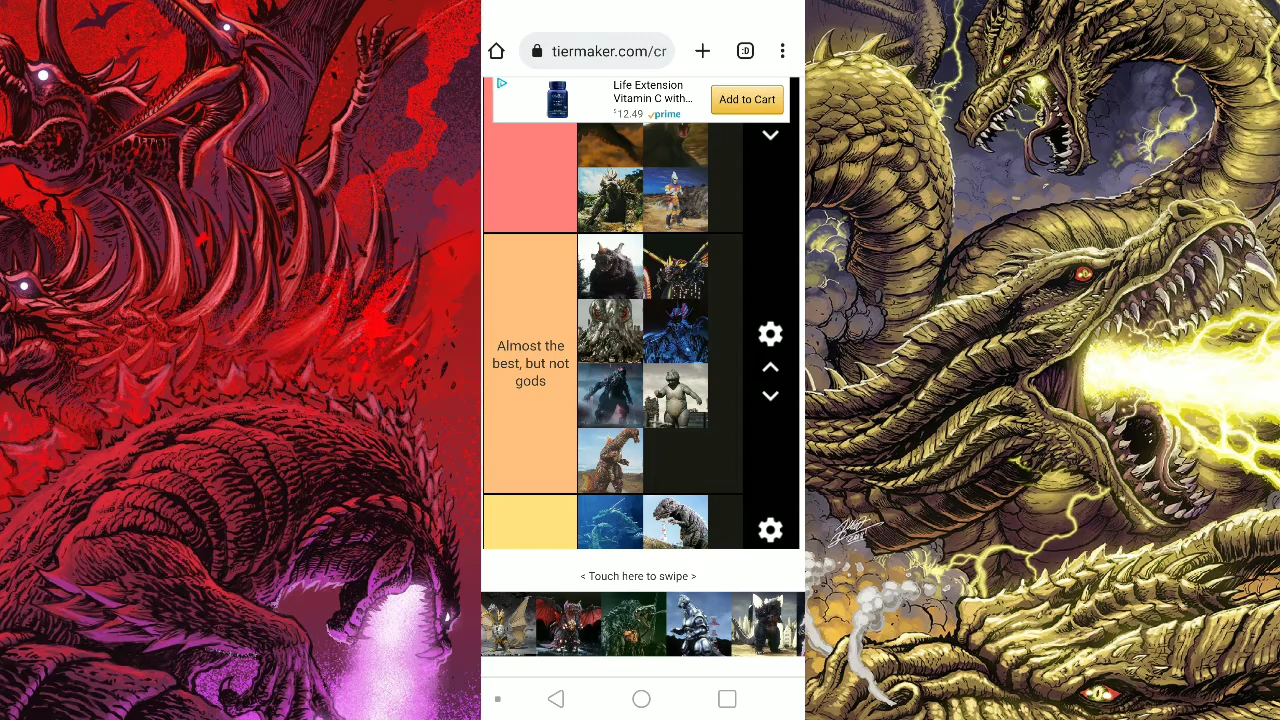 tiermaker.com/cr
:D
Life Extension
Vitamin C with...
$12.49 prime
Add to Cart
Almost the
best, but not
gods
< Touch here to swipe >